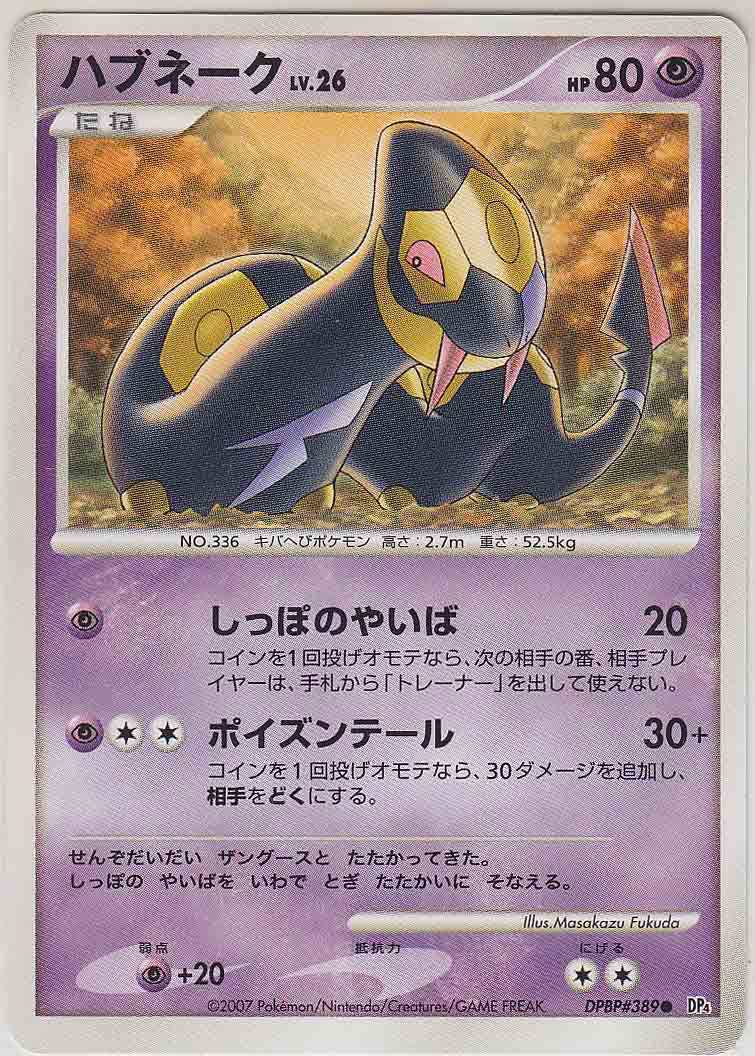 ハブネーク LV.26 HP 80
たね
NO.336 キバへびポケモン 高さ:2.7m 重さ:52.5kg
しっぽのやいば 20
コインを1回投げオモテなら、次の相手の番、相手プレ
イヤーは、手札から「トレーナー」を出して使えない。
ポイズンテール 30+
コインを1回投げオモテなら、30ダメージを追加し、
相手をどくにする。
せんぞだいだい ザングースと たたかってきた。
しっぽの やいばを いわで とぎ たたかいに そなえる。
Illus.Masakazu Fukuda
弱点 抵抗力 にげる
+20
©2007 Pokémon/Nintendo/Creatures/GAME FREAK.
DPBP#389● DP4